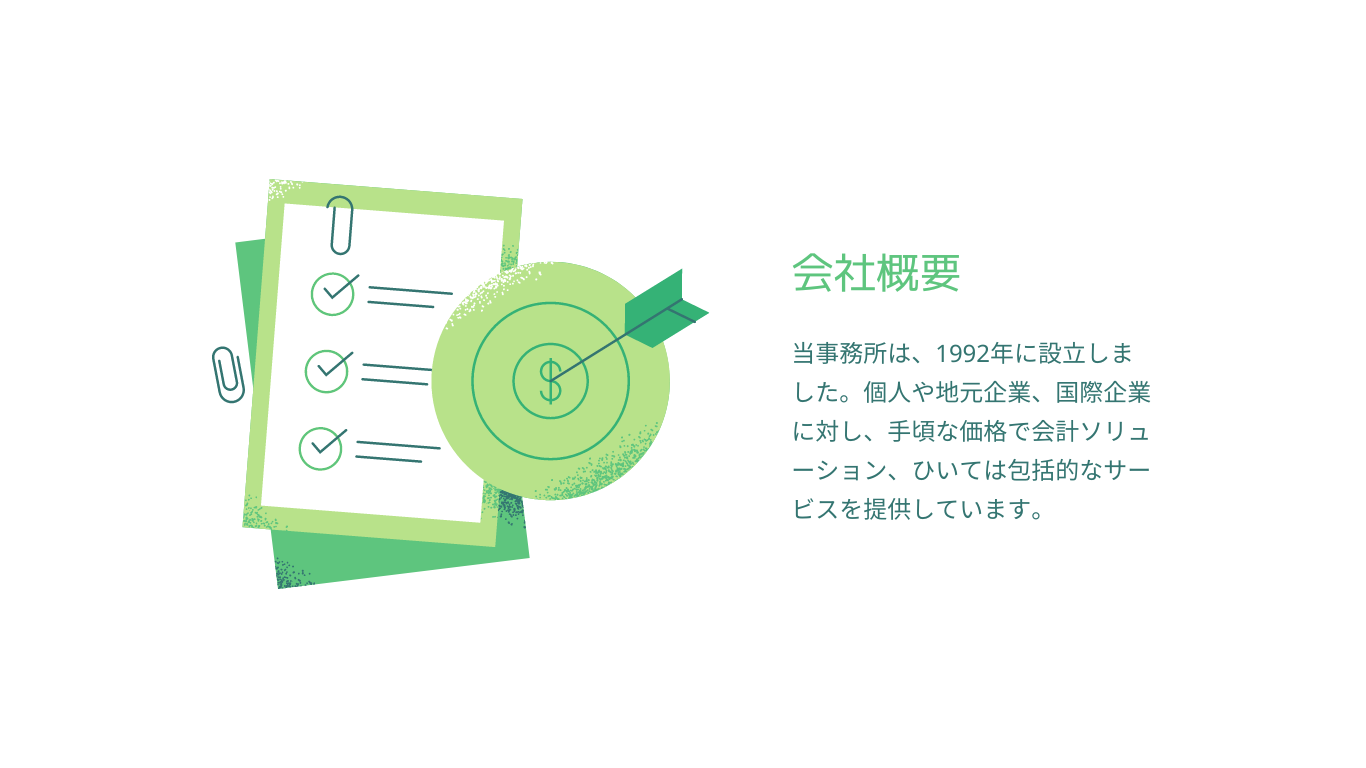 会社概要
当事務所は、1992年に設立しま
した。個人や地元企業、国際企業
に対し、手頃な価格で会計ソリュ
ーション、ひいては包括的なサー
ビスを提供しています。
$